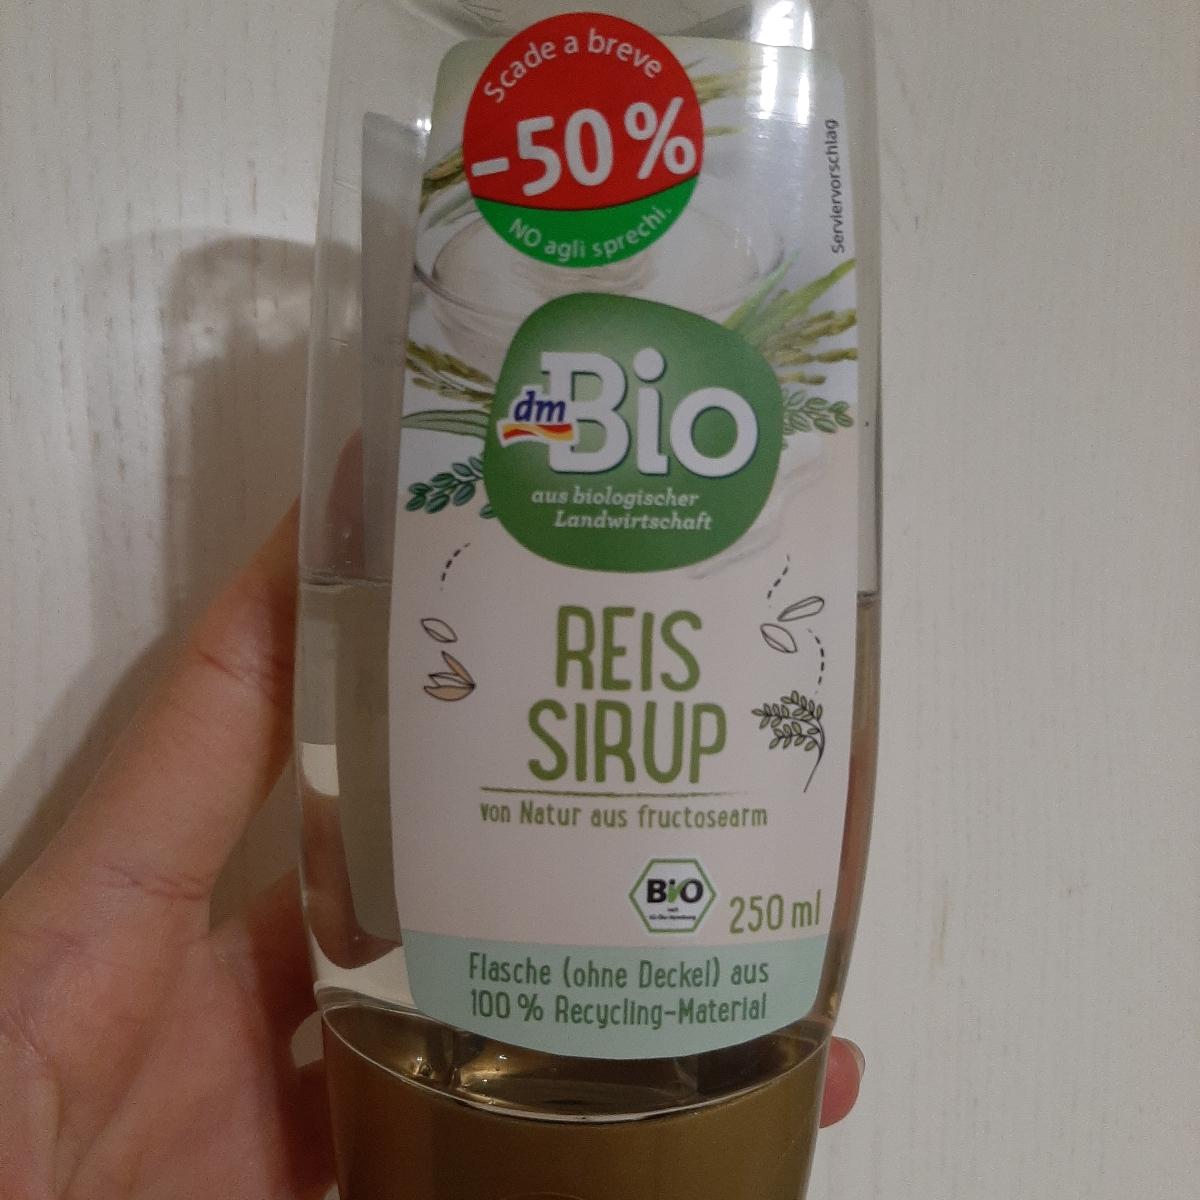 Scade a breve
-50%
NO agli sprechi.
Serviervorschlag
dm Bio
aus biologischer
Landwirtschaft
REIS
SIRUP
von Natur aus fructosearm
BiO
250 ml
Flasche (ohne Deckel) aus
100% Recycling-Material